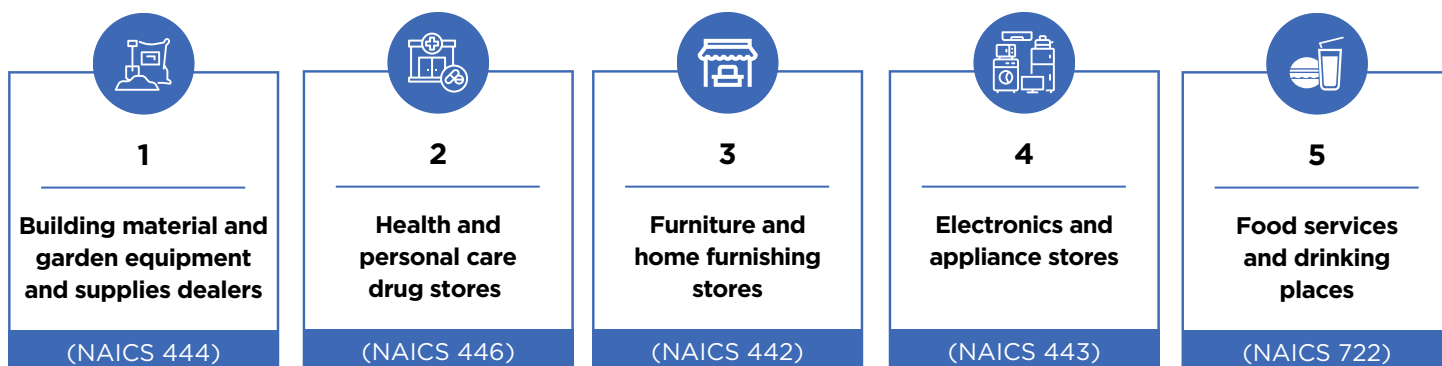 1
Building material and
garden equipment
and supplies dealers
(NAICS 444)
2
Health and
personal care
drug stores
(NAICS 446)
3
Furniture and
home furnishing
stores
(NAICS 442)
4
Electronics and
appliance stores
(NAICS 443)
5
Food services
and drinking
places
(NAICS 722)